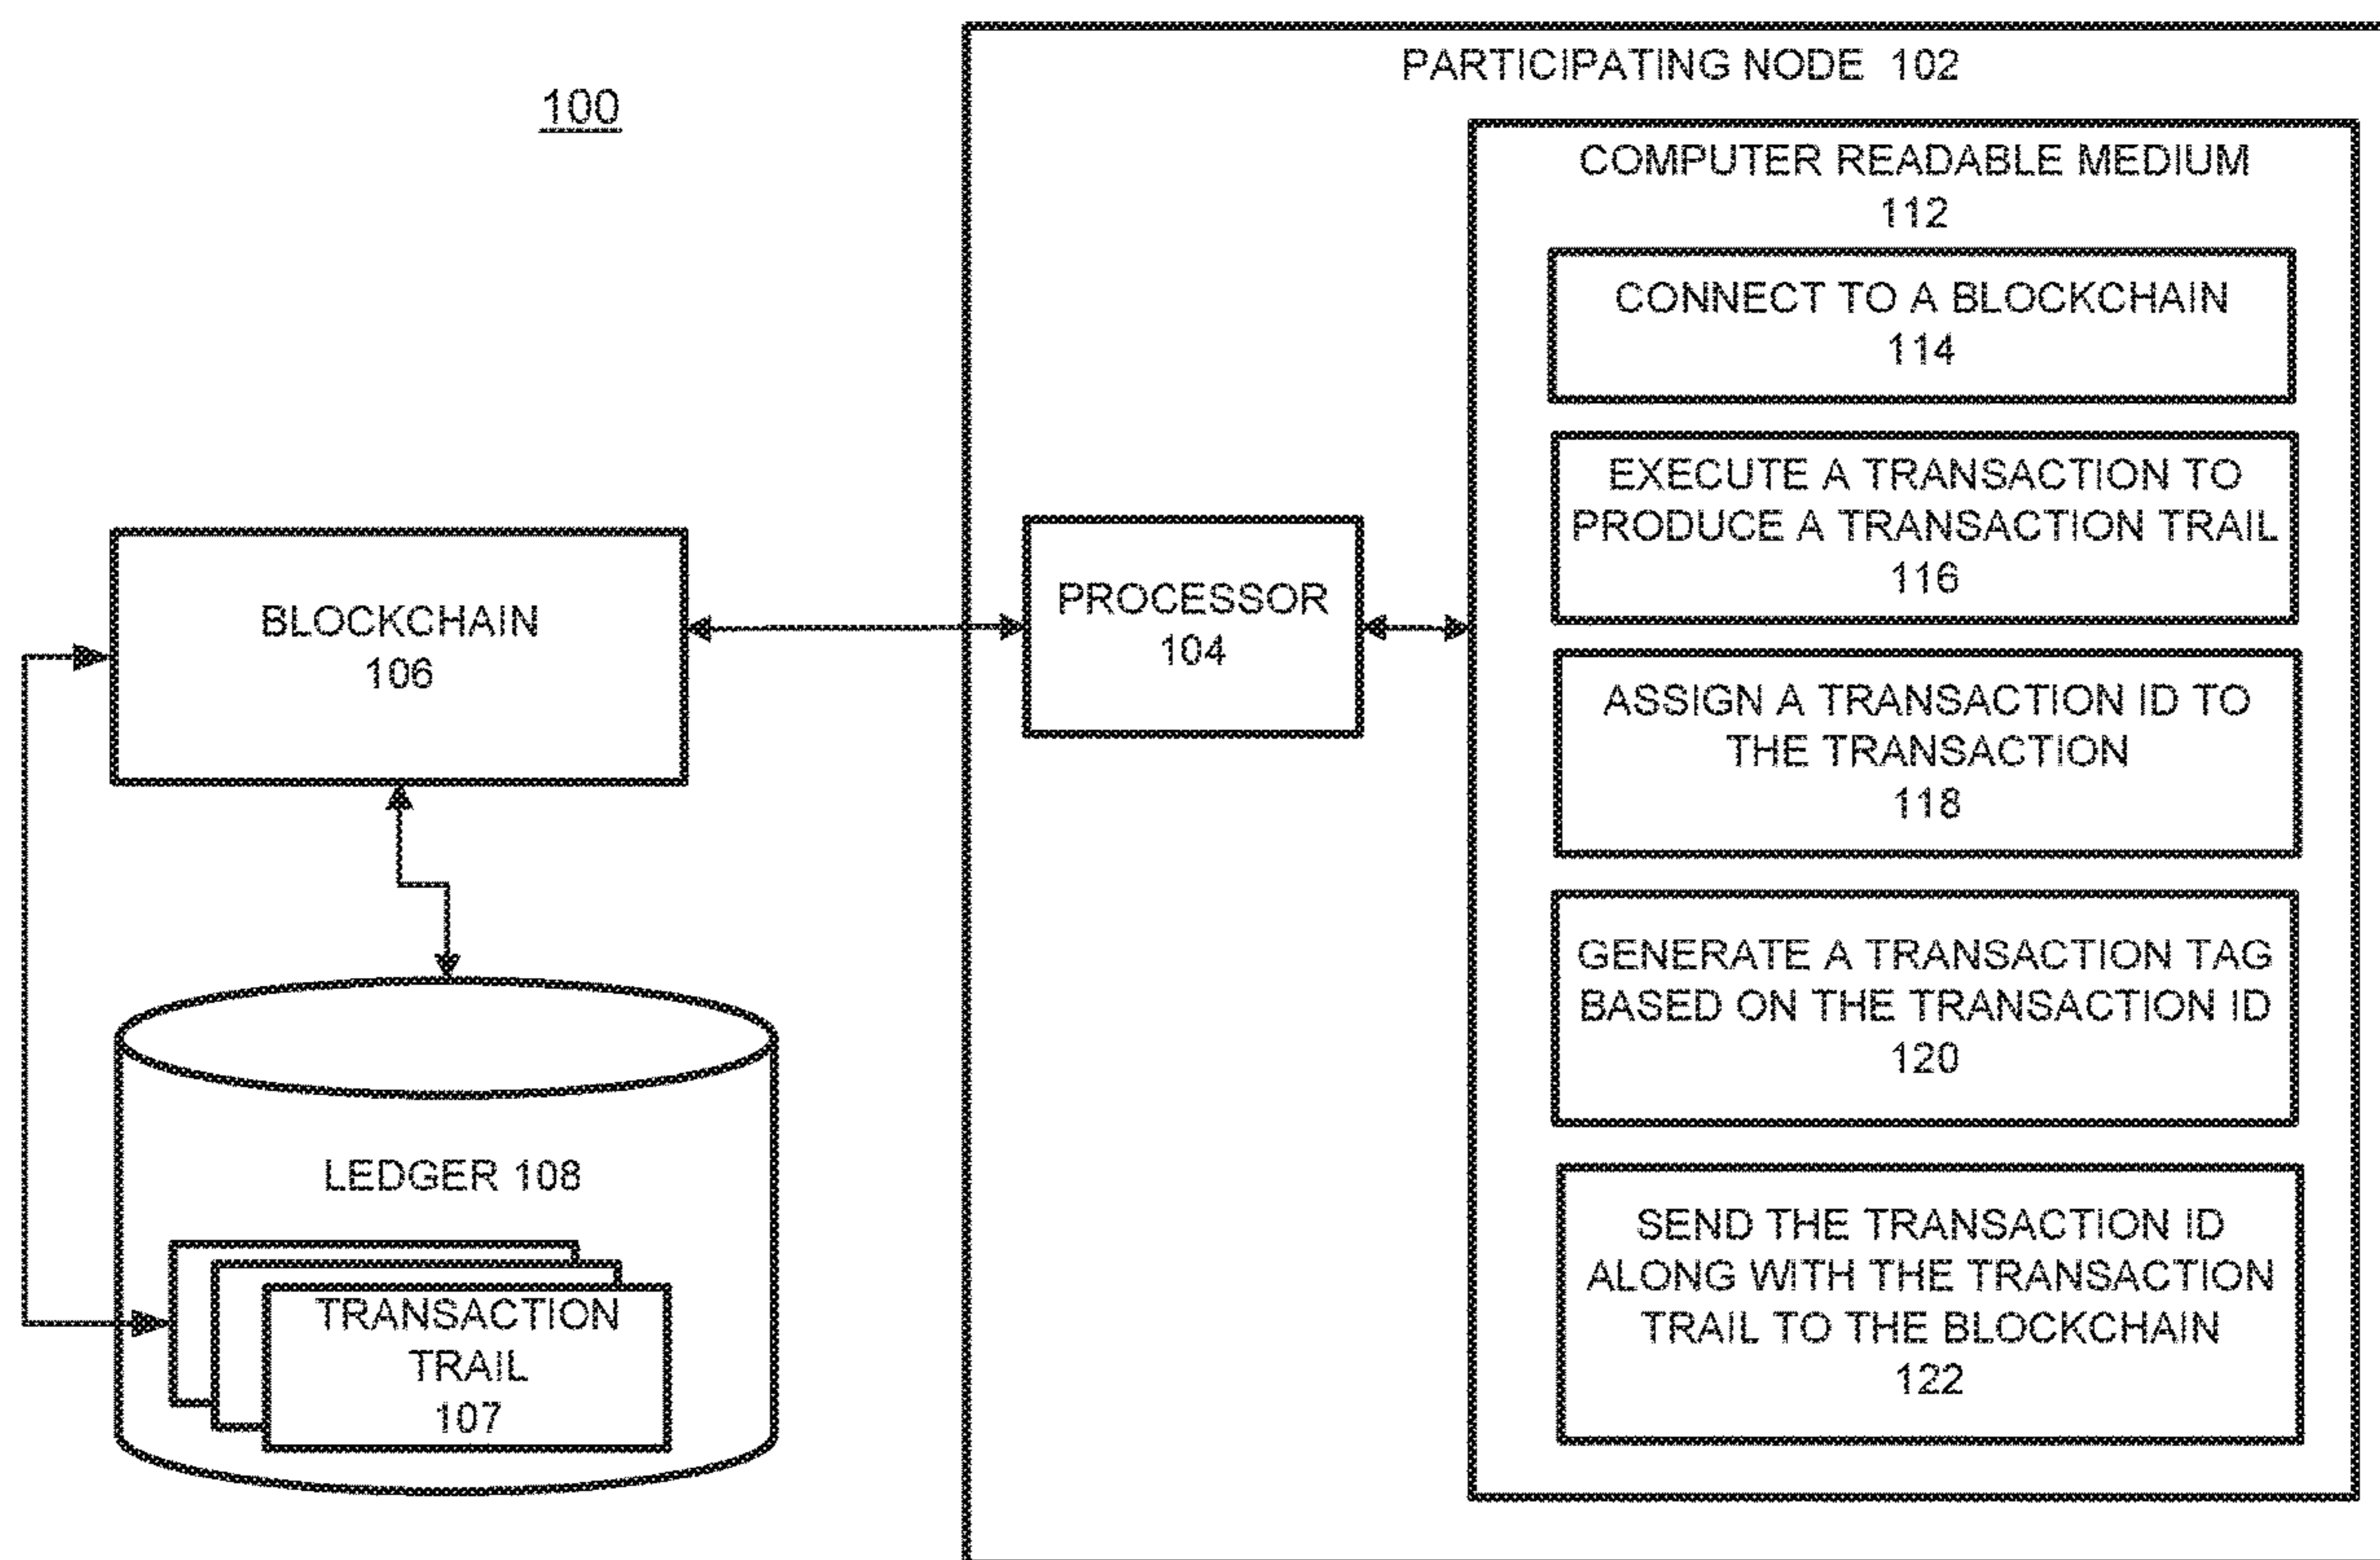 100
PARTICIPATING NODE 102
COMPUTER READABLE MEDIUM
112
CONNECT TO A BLOCKCHAIN
114
EXECUTE A TRANSACTION TO
PRODUCE A TRANSACTION TRAIL
116
ASSIGN A TRANSACTION ID TO
THE TRANSACTION
118
GENERATE A TRANSACTION TAG
BASED ON THE TRANSACTION ID
120
SEND THE TRANSACTION ID
ALONG WITH THE TRANSACTION
TRAIL TO THE BLOCKCHAIN
122
PROCESSOR
104
BLOCKCHAIN
106
LEDGER 108
TRANSACTION
TRAIL
107